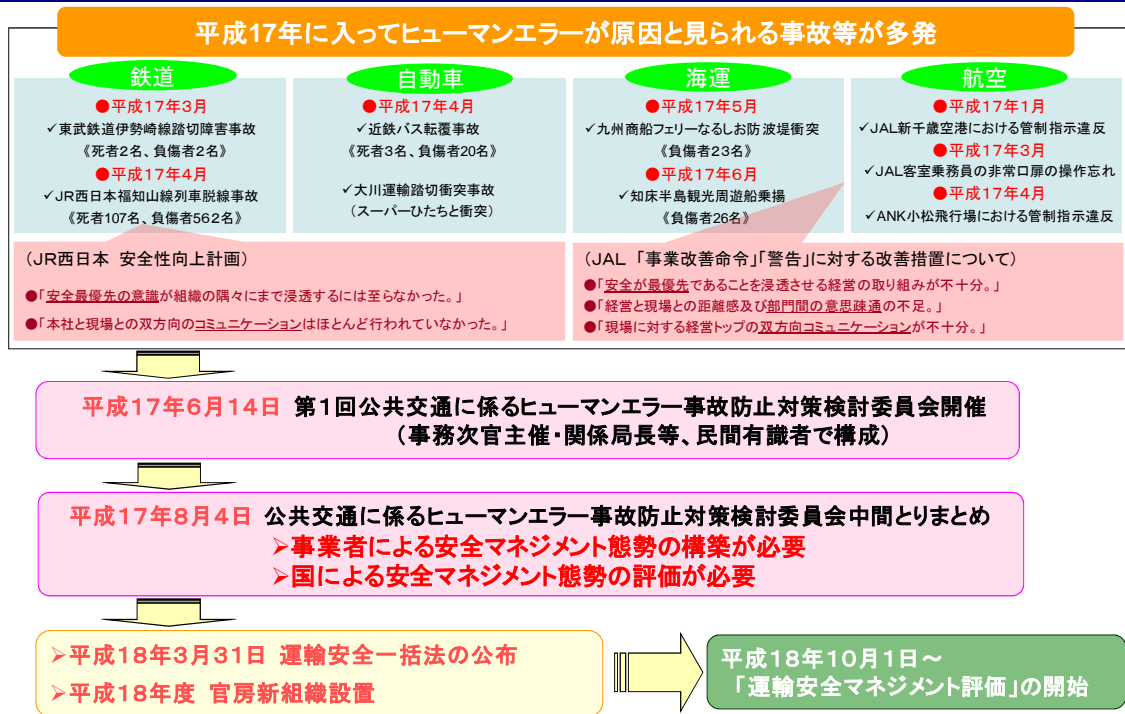 平成17年に入ってヒューマンエラーが原因と見られる事故等が多発
鉄道
●平成17年3月
✓東武鉄道伊勢崎線踏切障害事故
《死者2名、負傷者2名》
●平成17年4月
✓JR西日本福知山線列車脱線事故
《死者107名、負傷者562名》
自動車
●平成17年4月
✓近鉄バス転覆事故
《死者3名、負傷者20名》
✓大川運輸踏切衝突事故
(スーパーひたちと衝突)
海運
●平成17年5月
✓九州商船フェリーなるしお防波堤衝突
《負傷者23名》
●平成17年6月
✓知床半島観光周遊船乗揚
《負傷者26名》
航空
●平成17年1月
✓JAL新千歳空港における管制指示違反
●平成17年3月
✓JAL客室乗務員の非常口扉の操作忘れ
●平成17年4月
✓ANK小松飛行場における管制指示違反
(JR西日本 安全性向上計画)
●「安全最優先の意識が組織の隅々にまで浸透するには至らなかった。」
●「本社と現場との双方向のコミュニケーションはほとんど行われていなかった。」
(JAL 「事業改善命令」「警告」に対する改善措置について)
●「安全が最優先であることを浸透させる経営の取り組みが不十分。」
●「経営と現場との距離感及び部門間の意思疎通の不足。」
●「現場に対する経営トップの双方向コミュニケーションが不十分。」
平成17年6月14日 第1回公共交通に係るヒューマンエラー事故防止対策検討委員会開催
(事務次官主催・関係局長等、民間有識者で構成)
平成17年8月4日 公共交通に係るヒューマンエラー事故防止対策検討委員会中間とりまとめ
➢事業者による安全マネジメント態勢の構築が必要
➢国による安全マネジメント態勢の評価が必要
➢平成18年3月31日 運輸安全一括法の公布
➢平成18年度 官房新組織設置
平成18年10月1日~
「運輸安全マネジメント評価」の開始